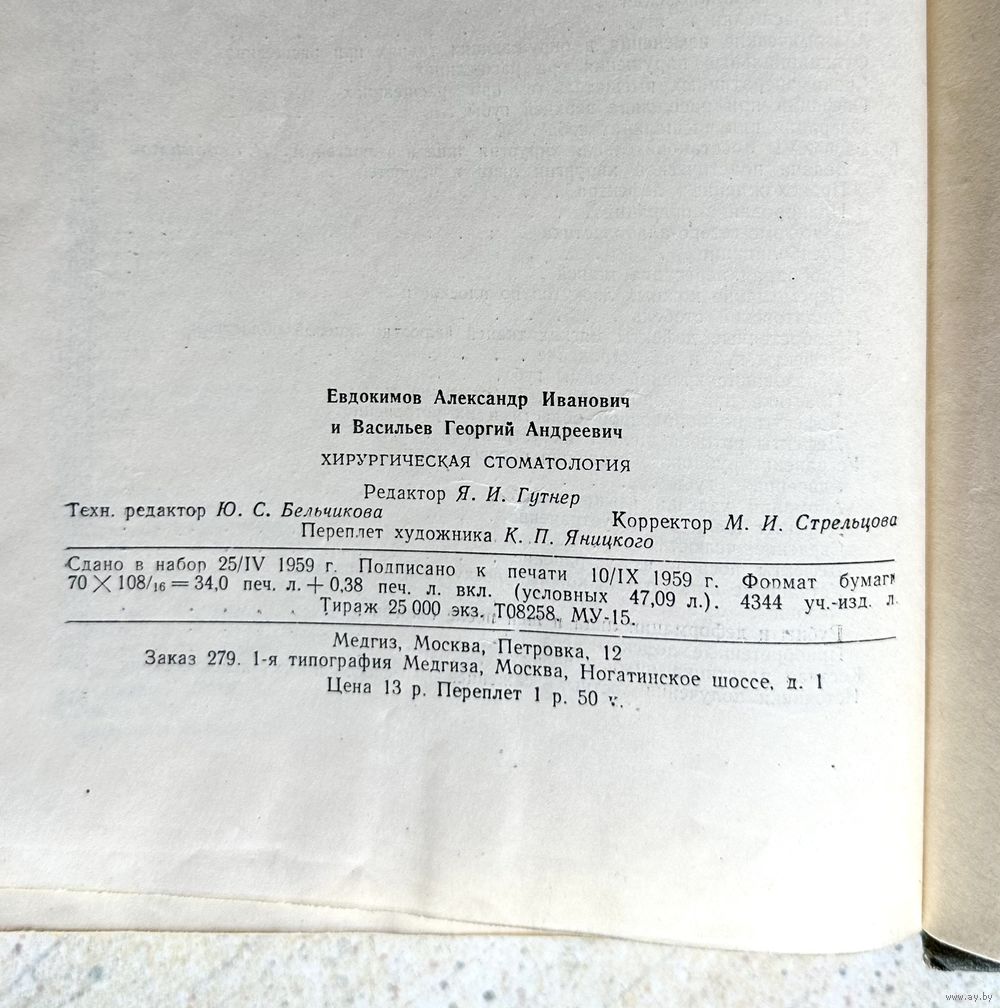 Евдокимов Александр Иванович
и Васильев Георгий Андреевич
ХИРУРГИЧЕСКАЯ СТОМАТОЛОГИЯ
Редактор Я. И. Гутнер
Техн. редактор Ю. С. Бельчикова
Корректор М. И. Стрельцова
Переплет художника К. П. Яницкого
Сдано в набор 25/IV 1959 г. Подписано к печати 10/IX 1959 г. Формат бумаги
70×108/16=34,0 печ. л.+0,38 печ. л. вкл. (условных 47,09 л.). 4344 уч.-изд. л.
Тираж 25 000 экз. Т08258. МУ-15.
Медгиз, Москва, Петровка, 12
Заказ 279. 1-я типография Медгиза, Москва, Ногатинское шоссе, д. 1
Цена 13 р. Переплет 1 р. 50 к.
www.ay.by